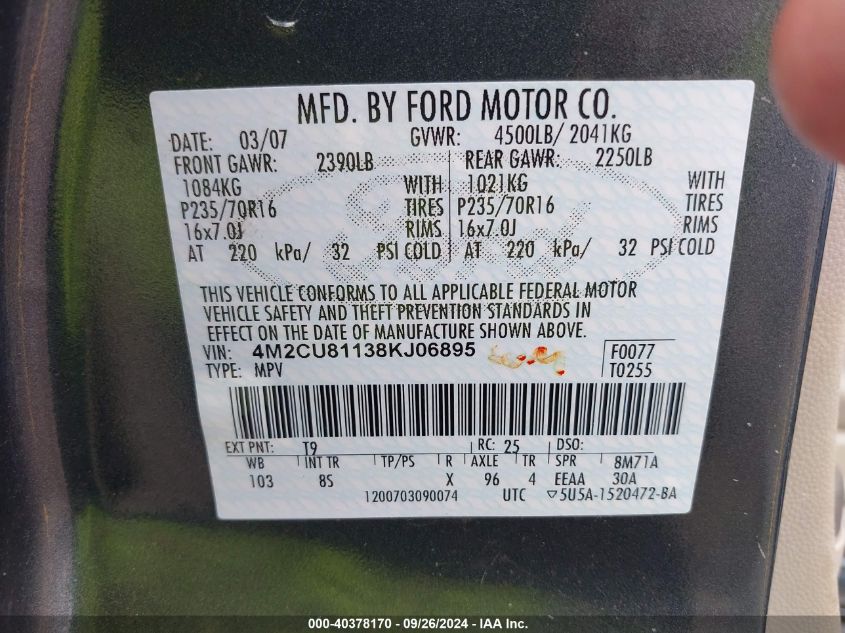 MFD. BY FORD MOTOR CO.
DATE: 03/07 GVWR: 4500LB/ 2041KG
FRONT GAWR: 2390LB REAR GAWR: 2250LB
1084KG WITH 1021KG WITH
P235/70R16 TIRES P235/70R16 TIRES
16x7.0J RIMS 16x7.0J RIMS
AT 220 kPa/ 32 PSI COLD AT 220 kPa/ 32 PSI COLD
THIS VEHICLE CONFORMS TO ALL APPLICABLE FEDERAL MOTOR
VEHICLE SAFETY AND THEFT PREVENTION STANDARDS IN
EFFECT ON THE DATE OF MANUFACTURE SHOWN ABOVE.
VIN: 4M2CU81138KJ06895 F0077
TYPE: MPV T0255
EXT PNT: T9 RC: 25 DSO:
WB INT TR TP/PS R AXLE TR SPR 8M71A
103 8S X 96 4 EEAA 30A
1200703090074 UTC ▽5U5A-1520472-BA
000-40378170 - 09/26/2024 - IAA Inc.